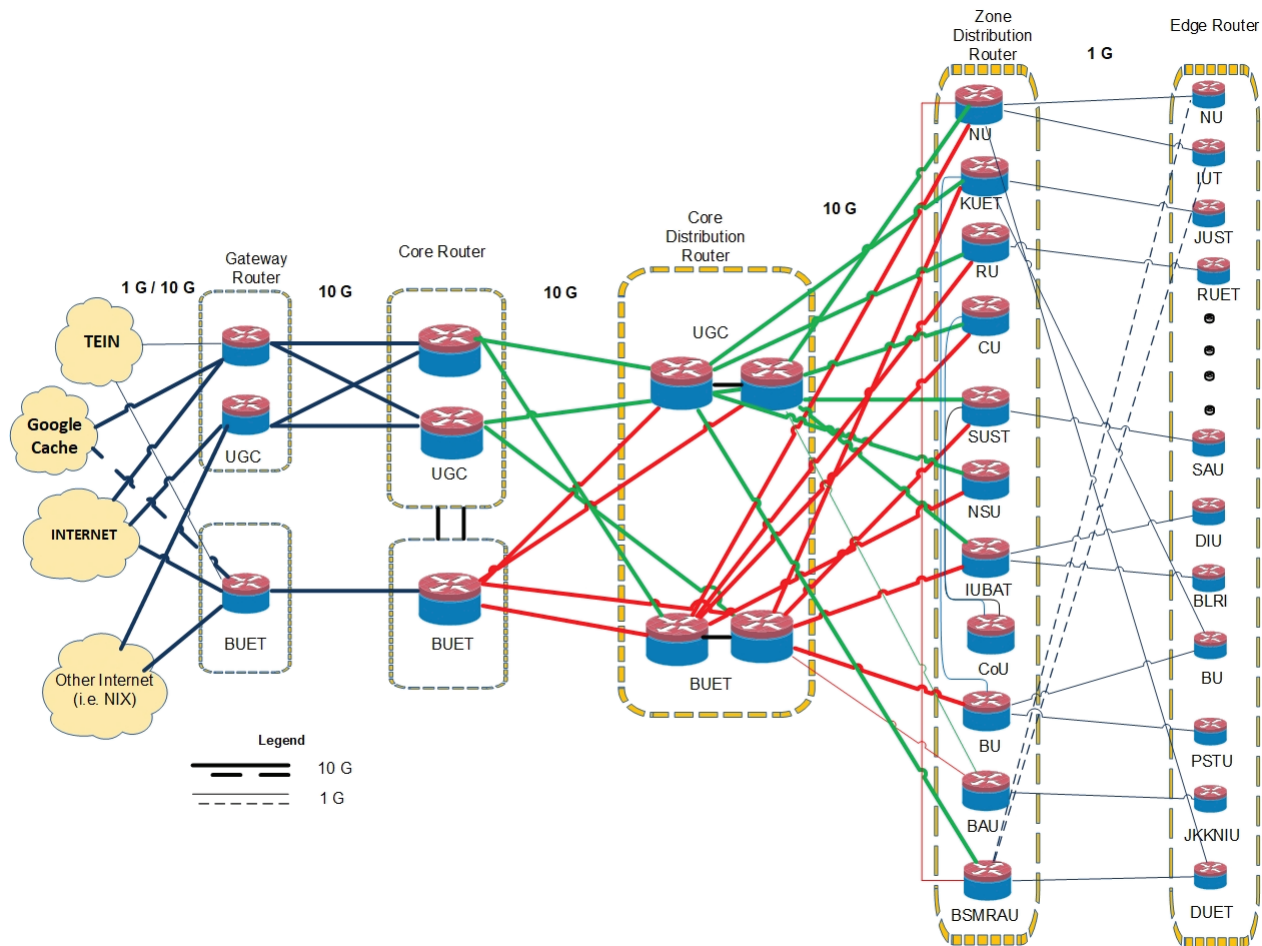 Zone
Distribution
Router
1 G
Edge Router
NU
IUT
JUST
RUET
SAU
DIU
BLRI
BU
PSTU
JKKNIU
DUET
NU
KUET
RU
CU
SUST
NSU
IUBAT
CoU
BU
BAU
BSMRAU
10 G
Core
Distribution
Router
UGC
BUET
10 G
Core Router
UGC
BUET
10 G
Gateway
Router
UGC
BUET
1 G / 10 G
TEIN
Google
Cache
INTERNET
Other Internet
(i.e. NIX)
Legend
10 G
1 G